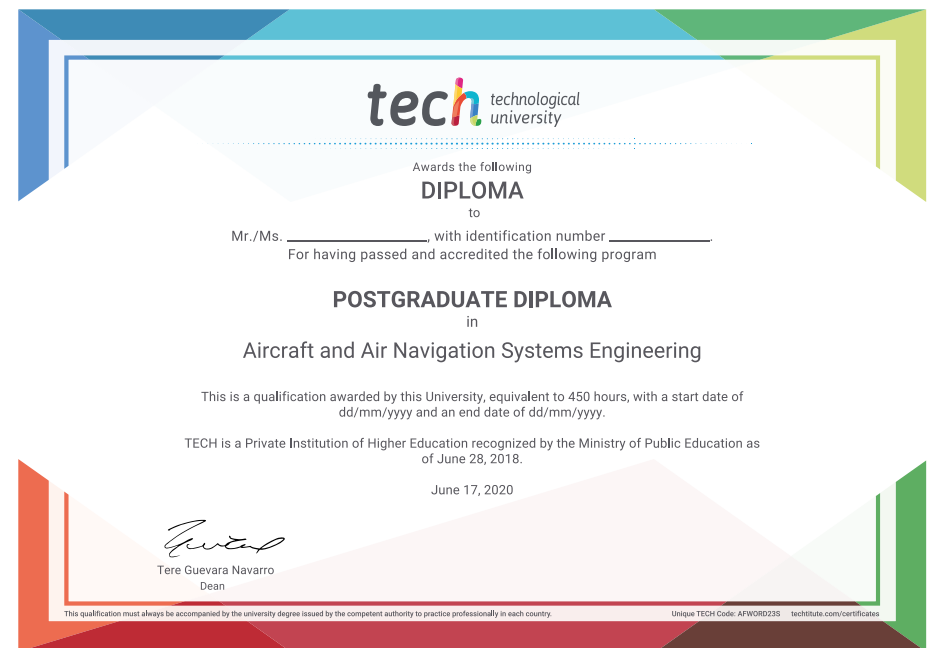 tech technological
university
Awards the following
DIPLOMA
to
Mr./Ms. ____________, with identification number ____________.
For having passed and accredited the following program
POSTGRADUATE DIPLOMA
in
Aircraft and Air Navigation Systems Engineering
This is a qualification awarded by this University, equivalent to 450 hours, with a start date of
dd/mm/yyyy and an end date of dd/mm/yyyy.
TECH is a Private Institution of Higher Education recognized by the Ministry of Public Education as
of June 28, 2018.
June 17, 2020
Tere Guevara Navarro
Dean
This qualification must always be accompanied by the university degree issued by the competent authority to practice professionally in each country. Unique TECH Code: AFWORD23S techtitute.com/certificates